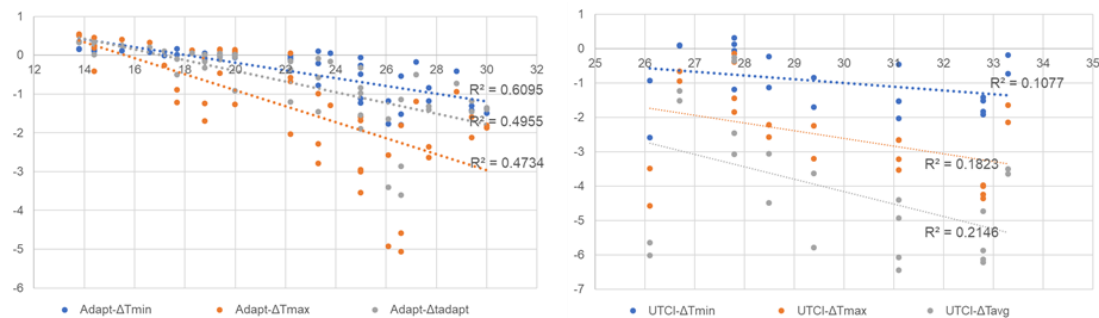 1
0
12 14 16 18 20 22 24 26 28 30 32
-1
-2
-3
-4
-5
-6
R² = 0.6095
R² = 0.4955
R² = 0.4734
Adapt-ΔTmin Adapt-ΔTmax Adapt-Δtadapt
1
0
25 26 27 28 29 30 31 32 33 34 35
-1
-2
-3
-4
-5
-6
-7
R² = 0.1077
R² = 0.1823
R² = 0.2146
UTCI-ΔTmin UTCI-ΔTmax UTCI-ΔTavg